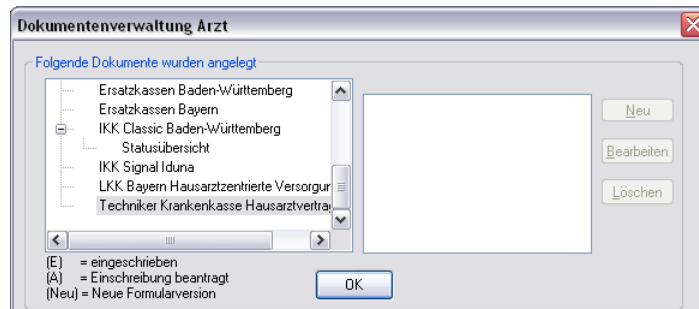 Dokumentenverwaltung Arzt
Folgende Dokumente wurden angelegt
Ersatzkassen Baden-Württemberg
Ersatzkassen Bayern
IKK Classic Baden-Württemberg
Statusübersicht
IKK Signal Iduna
LKK Bayern Hausarztzentrierte Versorgur
Techniker Krankenkasse Hausarztvertra
Neu
Bearbeiten
Löschen
(E) = eingeschrieben
(A) = Einschreibung beantragt
(Neu) = Neue Formularversion
OK